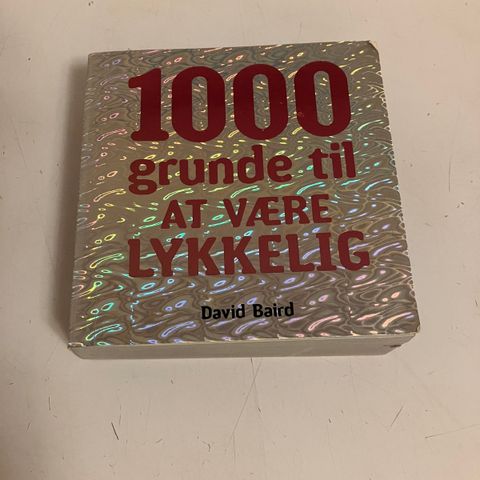 1000
grunde til
AT VÆRE
LYKKELIG
David Baird